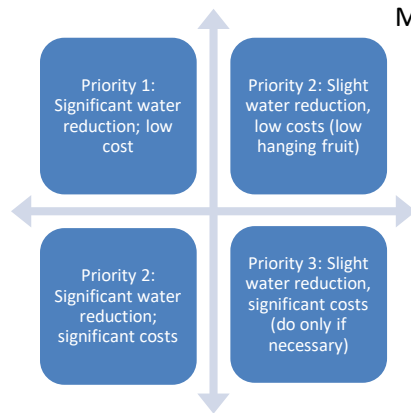 M
Priority 1:
Significant water
reduction; low
cost
Priority 2: Slight
water reduction,
low costs (low
hanging fruit)
Priority 2:
Significant water
reduction;
significant costs
Priority 3: Slight
water reduction,
significant costs
(do only if
necessary)